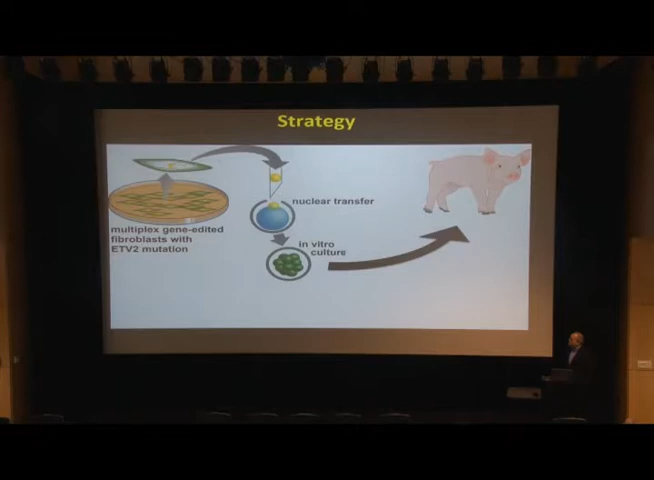 Strategy
nuclear transfer
multiplex gene-edited
fibroblasts with
ETV2 mutation
in vitro
culture